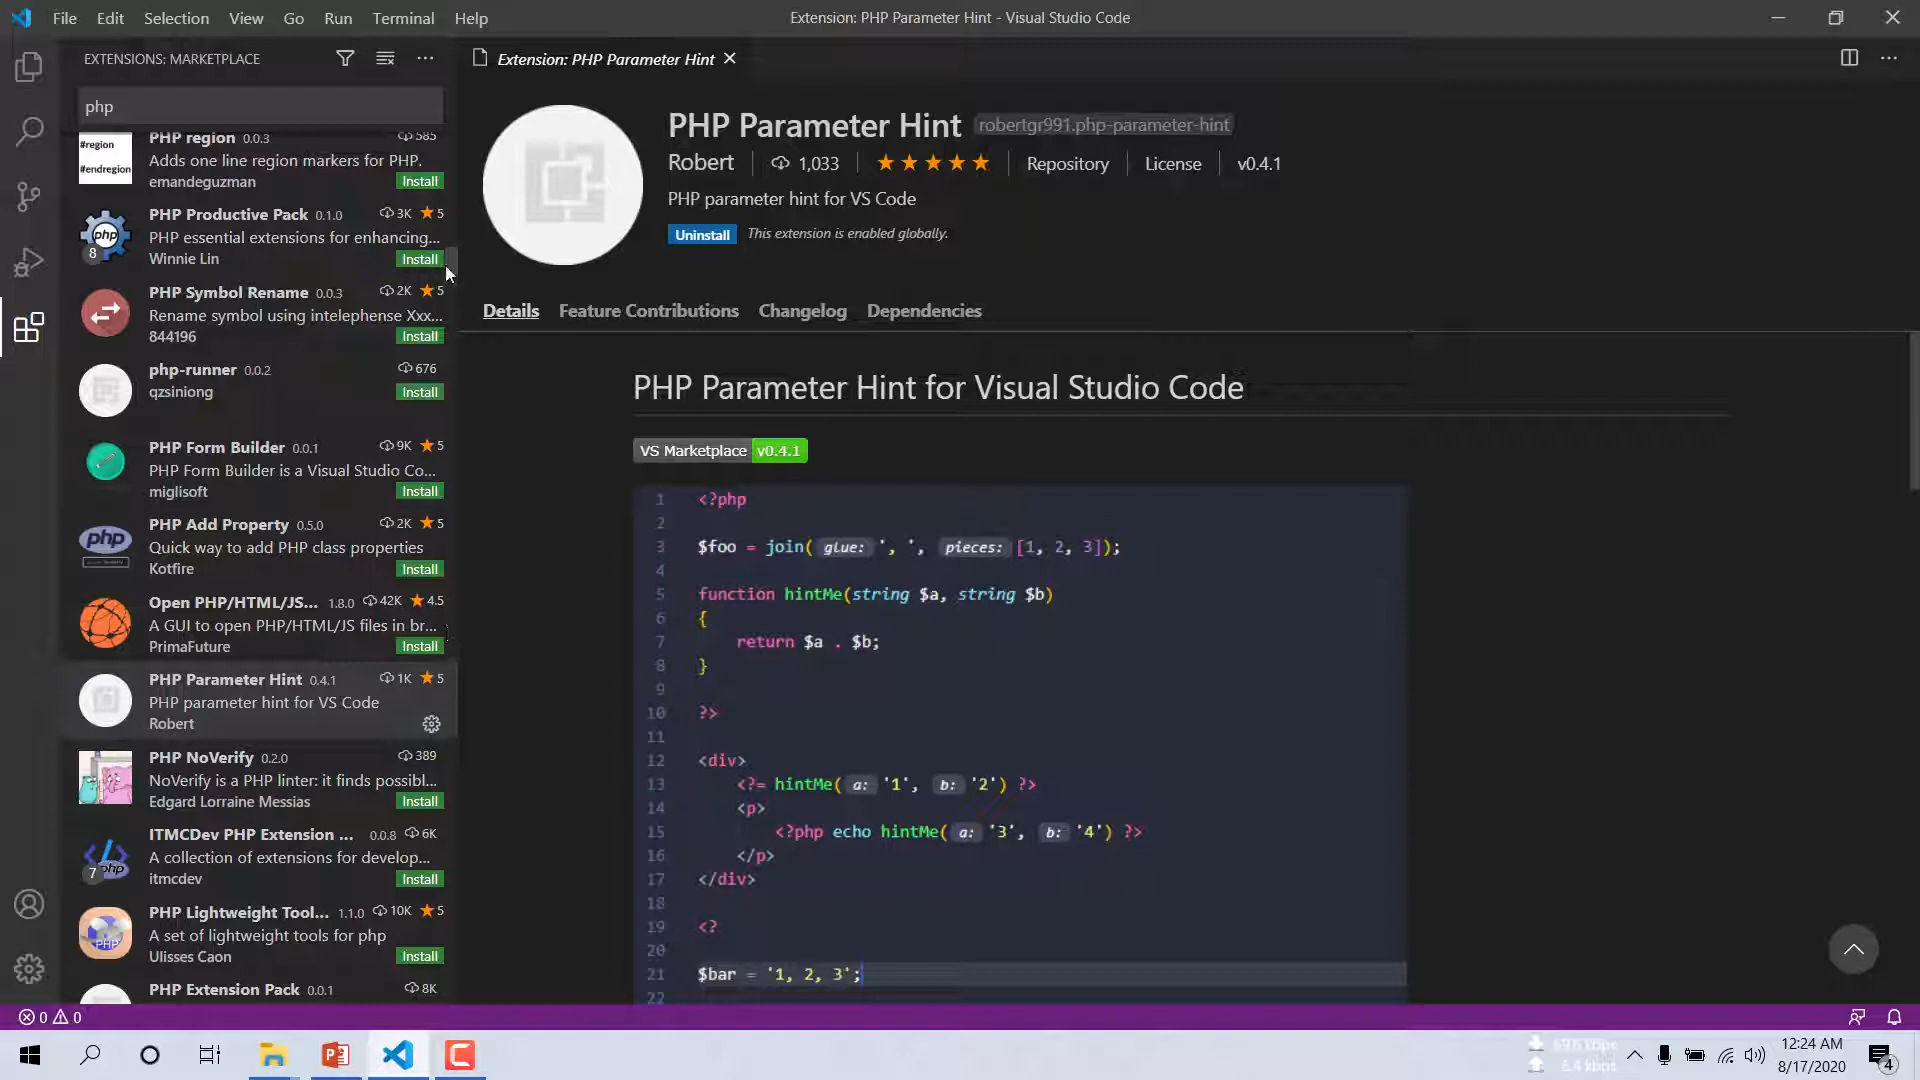 File Edit Selection View Go Run Terminal Help
Extension: PHP Parameter Hint - Visual Studio Code
EXTENSIONS: MARKETPLACE
php
#region
#endregion
PHP region 0.0.3 585
Adds one line region markers for PHP.
emandeguzman Install
PHP Productive Pack 0.1.0 3K 5
PHP essential extensions for enhancing...
Winnie Lin Install
php
8
PHP Symbol Rename 0.0.3 2K 5
Rename symbol using intelephense Xxx...
844196 Install
php-runner 0.0.2 676
qzsiniong Install
PHP Form Builder 0.0.1 9K 5
PHP Form Builder is a Visual Studio Co...
miglisoft Install
php
PHP Add Property 0.5.0 2K 5
Quick way to add PHP class properties
Kotfire Install
Open PHP/HTML/JS... 1.8.0 42K 4.5
A GUI to open PHP/HTML/JS files in br...
PrimaFuture Install
PHP Parameter Hint 0.4.1 1K 5
PHP parameter hint for VS Code
Robert
PHP NoVerify 0.2.0 389
NoVerify is a PHP linter: it finds possibl...
Edgard Lorraine Messias Install
ITMCDev PHP Extension ... 0.0.8 6K
A collection of extensions for develop...
itmcdev Install
php
7
PHP Lightweight Tool... 1.1.0 10K 5
A set of lightweight tools for php
Ulisses Caon Install
PHP
PHP Extension Pack 0.0.1 8K
Extension: PHP Parameter Hint
PHP Parameter Hint robertgr991.php-parameter-hint
Robert 1,033 Repository License v0.4.1
PHP parameter hint for VS Code
Uninstall This extension is enabled globally.
Details Feature Contributions Changelog Dependencies
PHP Parameter Hint for Visual Studio Code
VS Marketplace v0.4.1
1 <?php
2
3 $foo = join( glue: ', ', pieces: [1, 2, 3]);
4
5 function hintMe(string $a, string $b)
6 {
7 return $a . $b;
8 }
9
10 ?>
11
12 <div>
13 <?= hintMe( a: '1', b: '2') ?>
14 <p>
15 <?php echo hintMe( a: '3', b: '4') ?>
16 </p>
17 </div>
18
19 <?
20
21 $bar = '1, 2, 3';
22
0 0
12:24 AM
8/17/2020
4